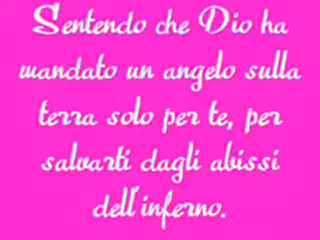 Sentendo che Dio ha
mandato un angelo sulla
terra solo per te, per
salvarti dagli abissi
dell'inferno.